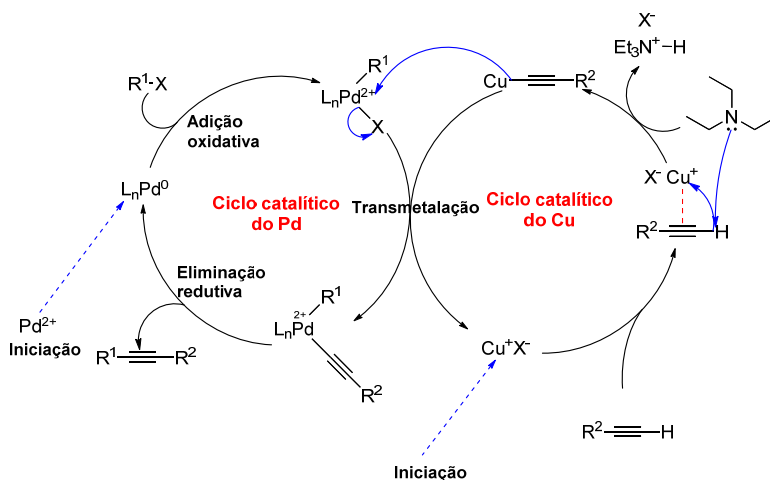 X⁻
Et₃N⁺–H
R¹
R¹-X
LₙPd²⁺
X
Cu
R²
N
Adição
oxidativa
X⁻ Cu⁺
LₙPd⁰
Ciclo catalítico
do Pd
Transmetalação
Ciclo catalítico
do Cu
R²
H
Eliminação
redutiva
R¹
2+
LₙPd
Pd²⁺
Iniciação
R¹
R²
Cu⁺X⁻
R²
R²
H
Iniciação